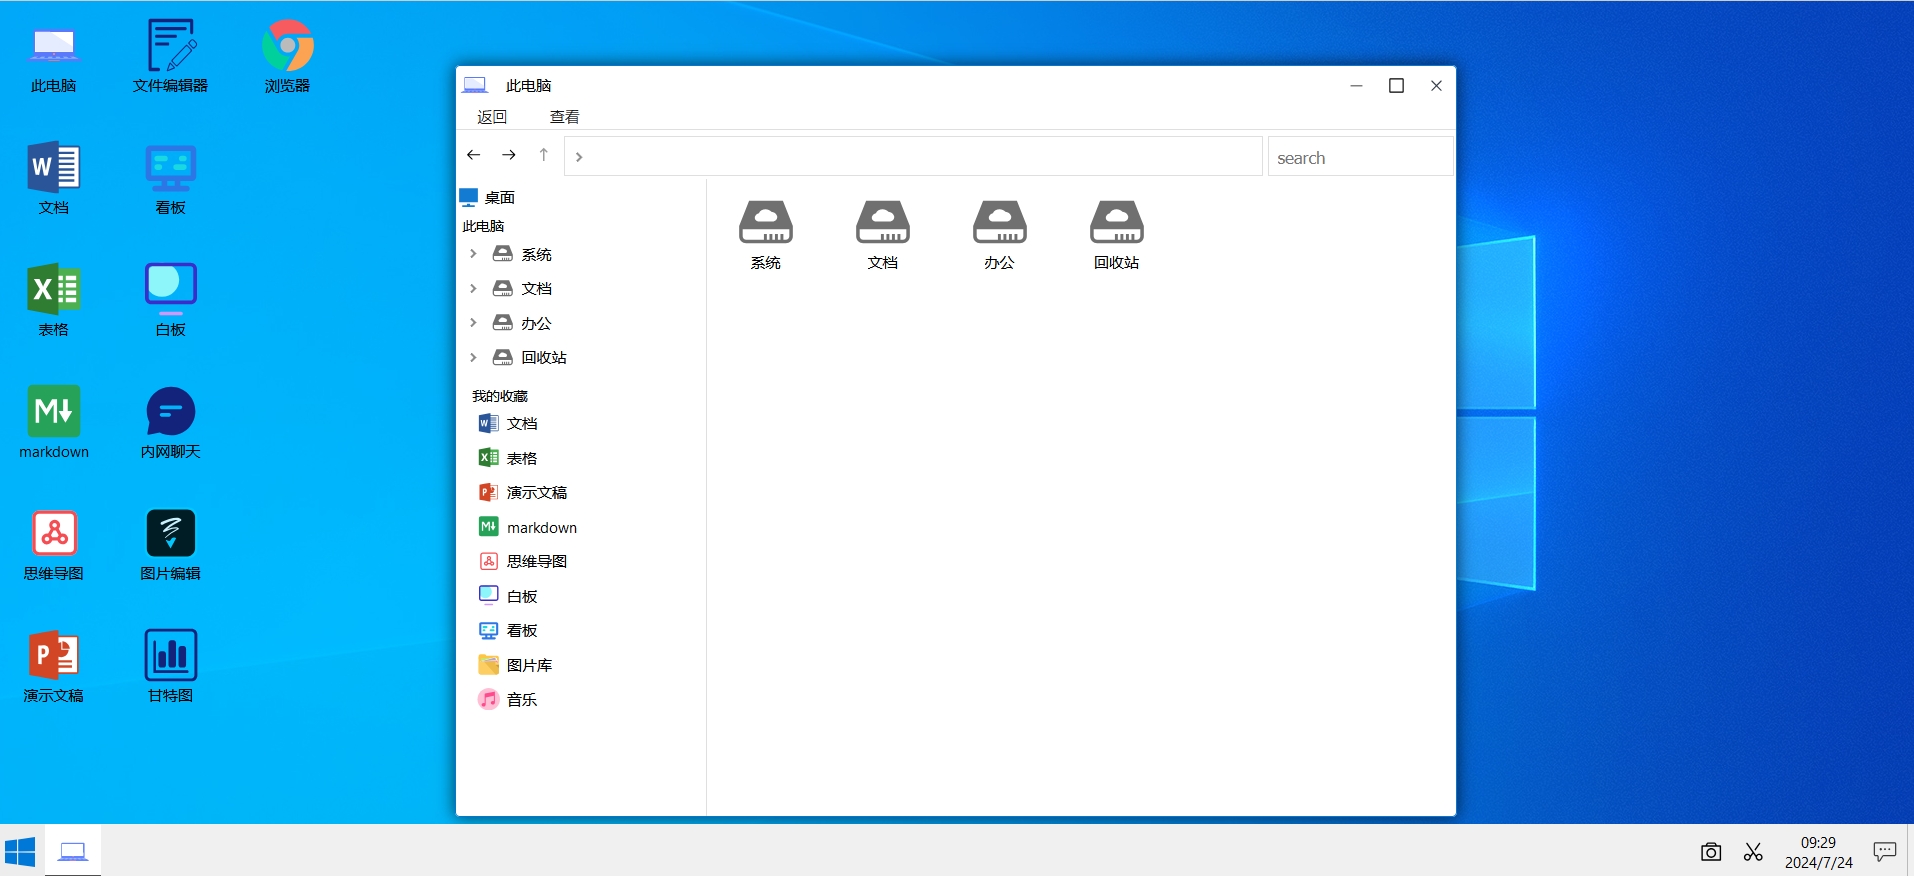 此电脑
文件编辑器
浏览器
文档
看板
表格
白板
markdown
内网聊天
思维导图
图片编辑
演示文稿
甘特图
此电脑
返回
查看
search
桌面
此电脑
系统
文档
办公
回收站
我的收藏
文档
表格
演示文稿
markdown
思维导图
白板
看板
图片库
音乐
系统
文档
办公
回收站
09:29
2024/7/24